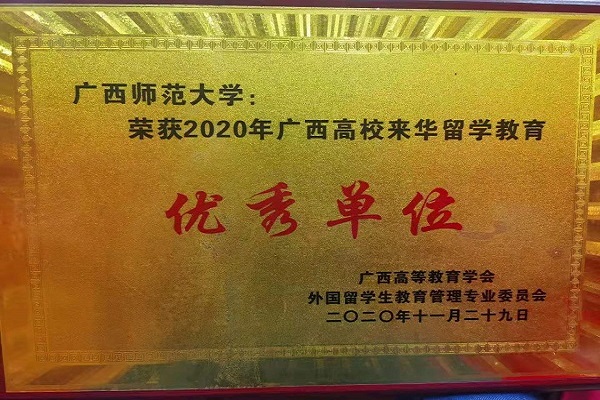 广西师范大学：
荣获2020年广西高校来华留学教育
优秀单位
广西高等教育学会
外国留学生教育管理专业委员会
二〇二〇年十一月二十九日